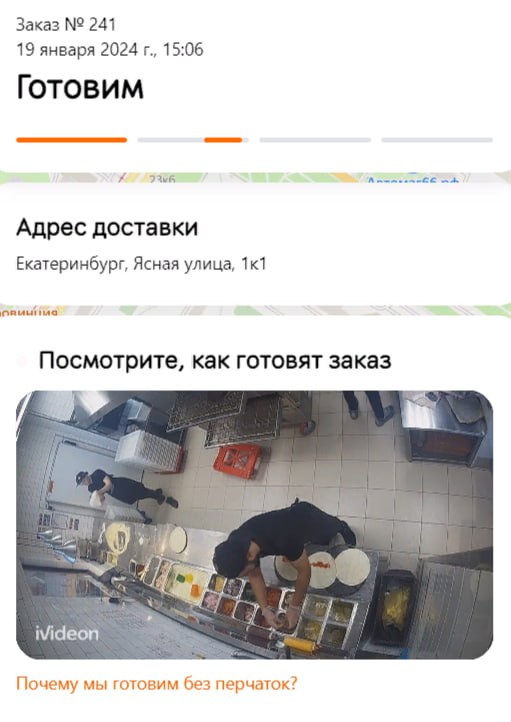 Заказ № 241
19 января 2024 г., 15:06
Готовим
23к6
Адрес доставки
Екатеринбург, Ясная улица, 1к1
Посмотрите, как готовят заказ
iVideon
Почему мы готовим без перчаток?